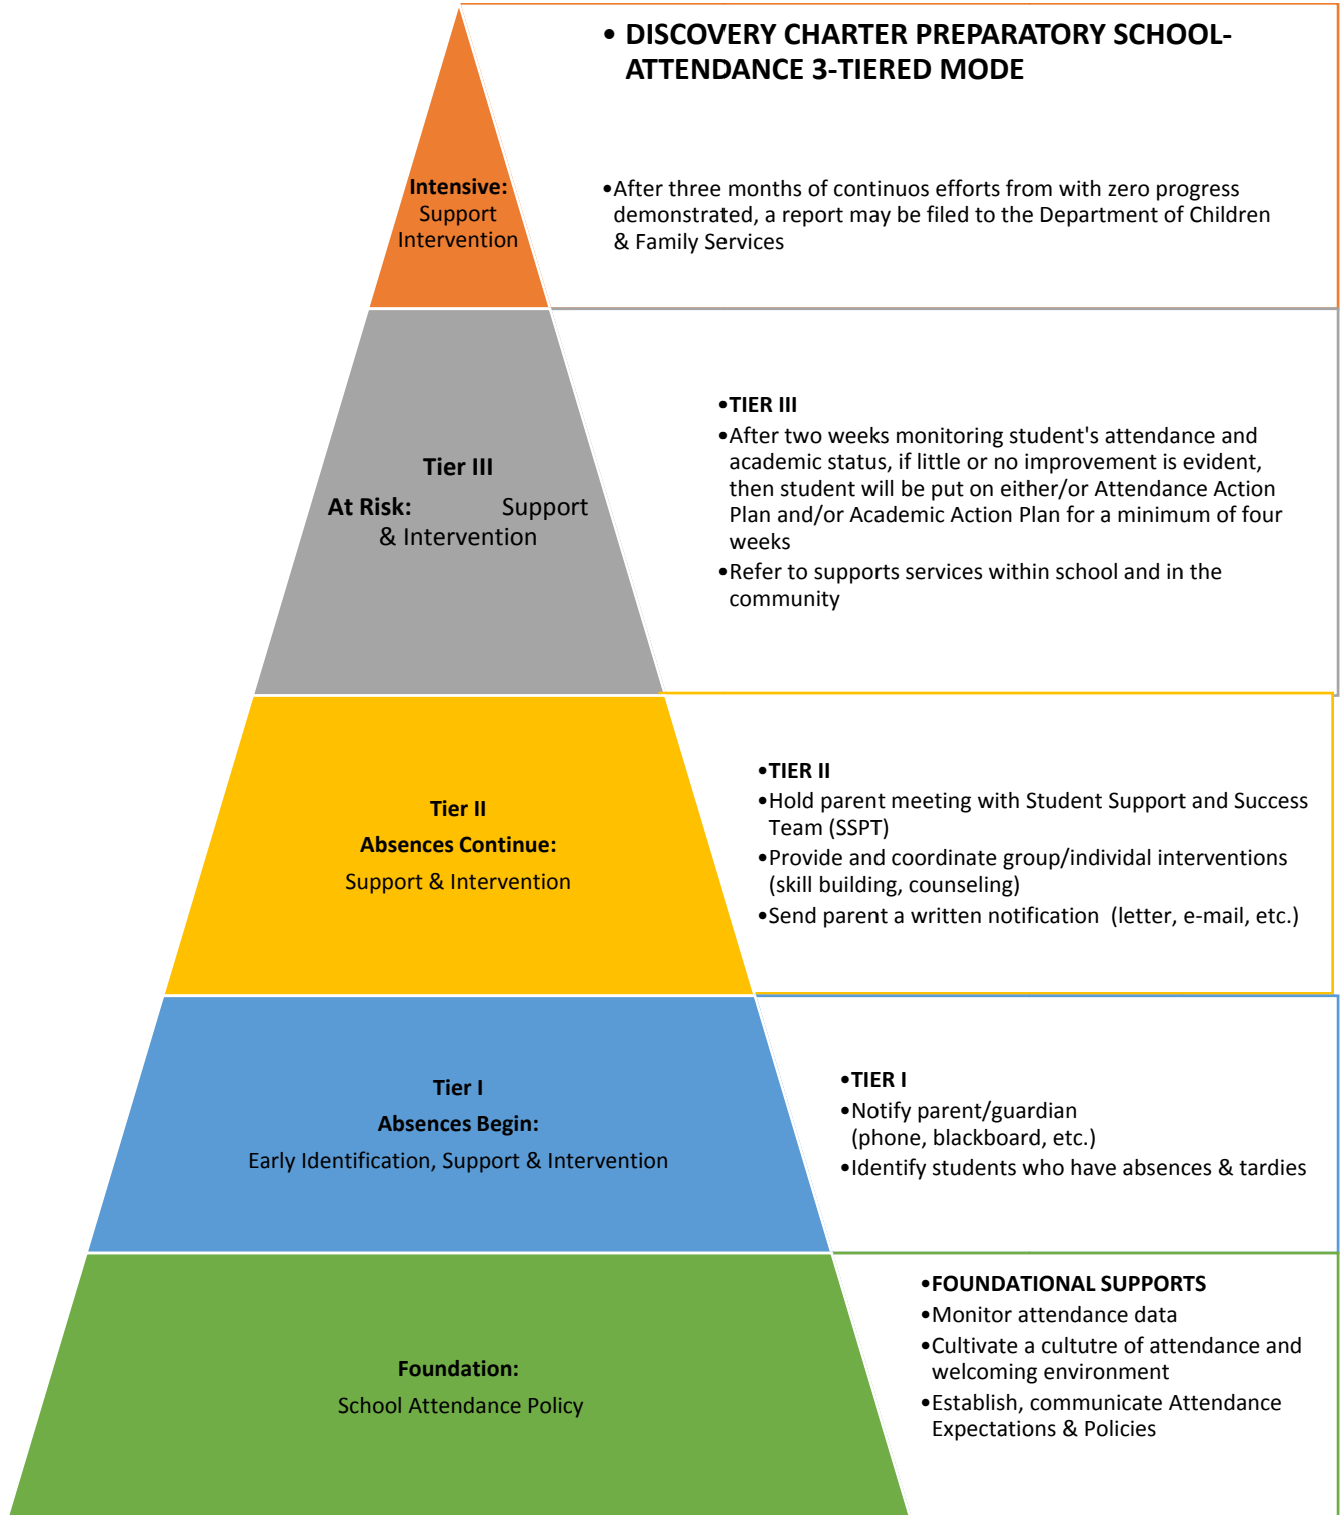 • DISCOVERY CHARTER PREPARATORY SCHOOL-
ATTENDANCE 3-TIERED MODE
Intensive:
Support
Intervention
•After three months of continuos efforts from with zero progress
demonstrated, a report may be filed to the Department of Children
& Family Services
Tier III
At Risk: Support
& Intervention
•TIER III
•After two weeks monitoring student's attendance and
academic status, if little or no improvement is evident,
then student will be put on either/or Attendance Action
Plan and/or Academic Action Plan for a minimum of four
weeks
•Refer to supports services within school and in the
community
Tier II
Absences Continue:
Support & Intervention
•TIER II
•Hold parent meeting with Student Support and Success
Team (SSPT)
•Provide and coordinate group/individal interventions
(skill building, counseling)
•Send parent a written notification (letter, e-mail, etc.)
Tier I
Absences Begin:
Early Identification, Support & Intervention
•TIER I
•Notify parent/guardian
(phone, blackboard, etc.)
•Identify students who have absences & tardies
Foundation:
School Attendance Policy
•FOUNDATIONAL SUPPORTS
•Monitor attendance data
•Cultivate a cultutre of attendance and
welcoming environment
•Establish, communicate Attendance
Expectations & Policies